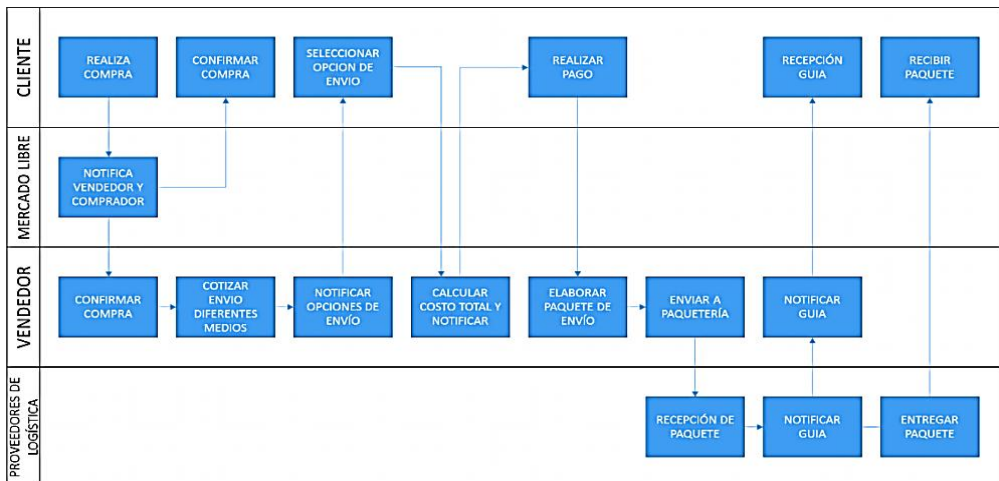 CLIENTE
REALIZA
COMPRA
CONFIRMAR
COMPRA
SELECCIONAR
OPCION DE
ENVIO
REALIZAR
PAGO
RECEPCIÓN
GUIA
RECIBIR
PAQUETE
MERCADO LIBRE
NOTIFICA
VENDEDOR Y
COMPRADOR
VENDEDOR
CONFIRMAR
COMPRA
COTIZAR
ENVIO
DIFERENTES
MEDIOS
NOTIFICAR
OPCIONES DE
ENVÍO
CALCULAR
COSTO TOTAL Y
NOTIFICAR
ELABORAR
PAQUETE DE
ENVÍO
ENVIAR A
PAQUETERÍA
NOTIFICAR
GUIA
PROVEEDORES DE
LOGÍSTICA
RECEPCIÓN DE
PAQUETE
NOTIFICAR
GUIA
ENTREGAR
PAQUETE